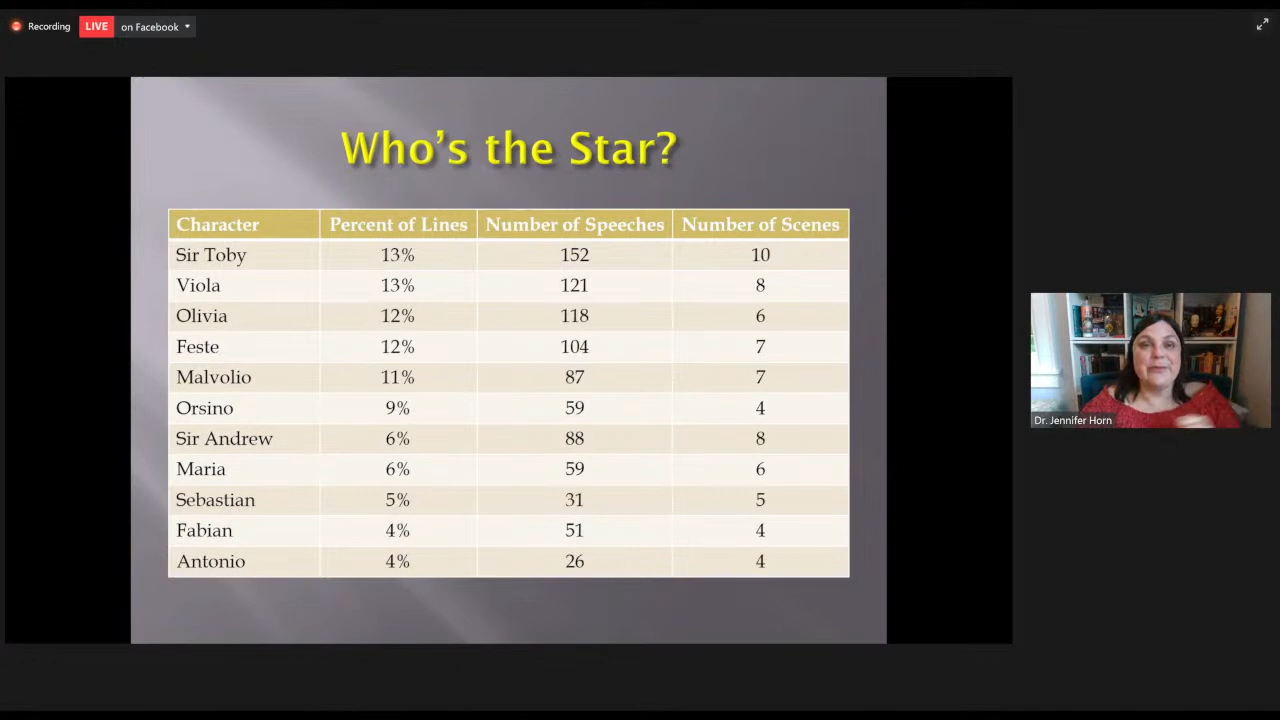 Recording LIVE on Facebook
Who's the Star?
Character Percent of Lines Number of Speeches Number of Scenes
Sir Toby 13% 152 10
Viola 13% 121 8
Olivia 12% 118 6
Feste 12% 104 7
Malvolio 11% 87 7
Orsino 9% 59 4
Sir Andrew 6% 88 8
Maria 6% 59 6
Sebastian 5% 31 5
Fabian 4% 51 4
Antonio 4% 26 4
Dr. Jennifer Horn